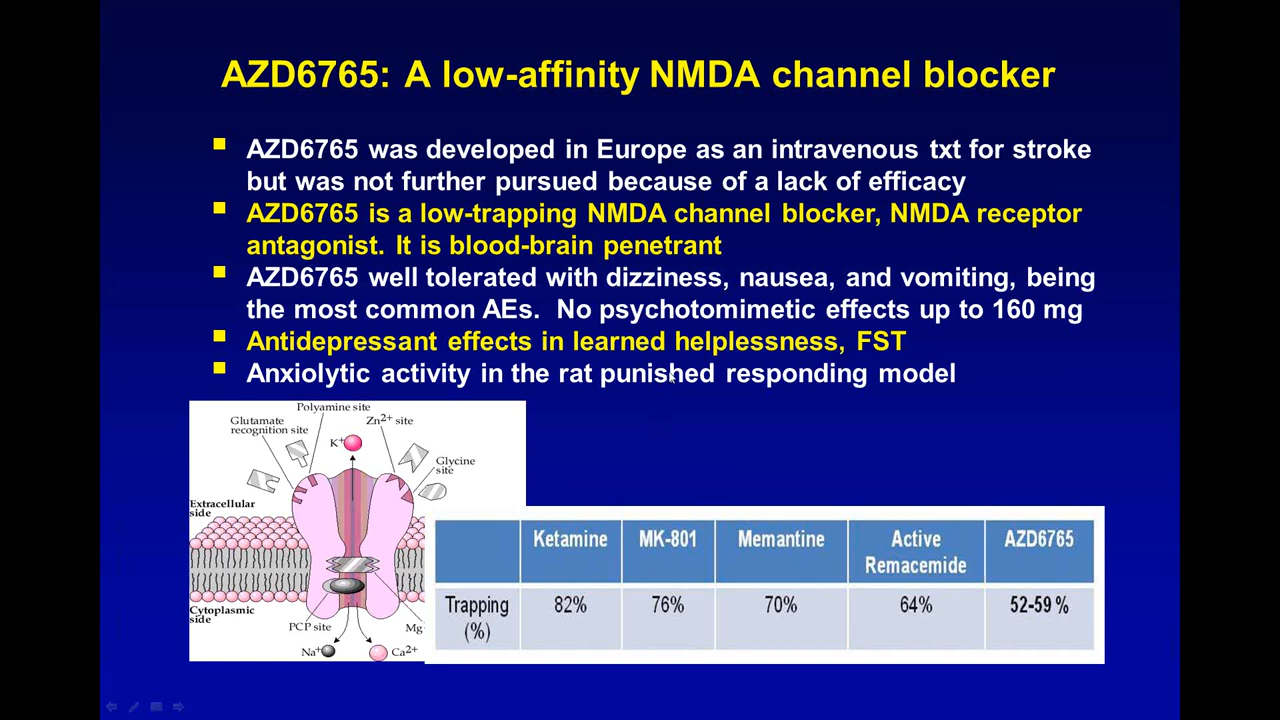 AZD6765: A low-affinity NMDA channel blocker
AZD6765 was developed in Europe as an intravenous txt for stroke
but was not further pursued because of a lack of efficacy
AZD6765 is a low-trapping NMDA channel blocker, NMDA receptor
antagonist. It is blood-brain penetrant
AZD6765 well tolerated with dizziness, nausea, and vomiting, being
the most common AEs. No psychotomimetic effects up to 160 mg
Antidepressant effects in learned helplessness, FST
Anxiolytic activity in the rat punished responding model
Polyamine site
Glutamate
recognition site
Zn2+ site
K+
Glycine
site
Extracellular
side
Cytoplasmic
side
PCP site
Mg
Na+
Ca2+
Ketamine MK-801 Memantine Active Remacemide AZD6765
Trapping (%) 82% 76% 70% 64% 52-59 %